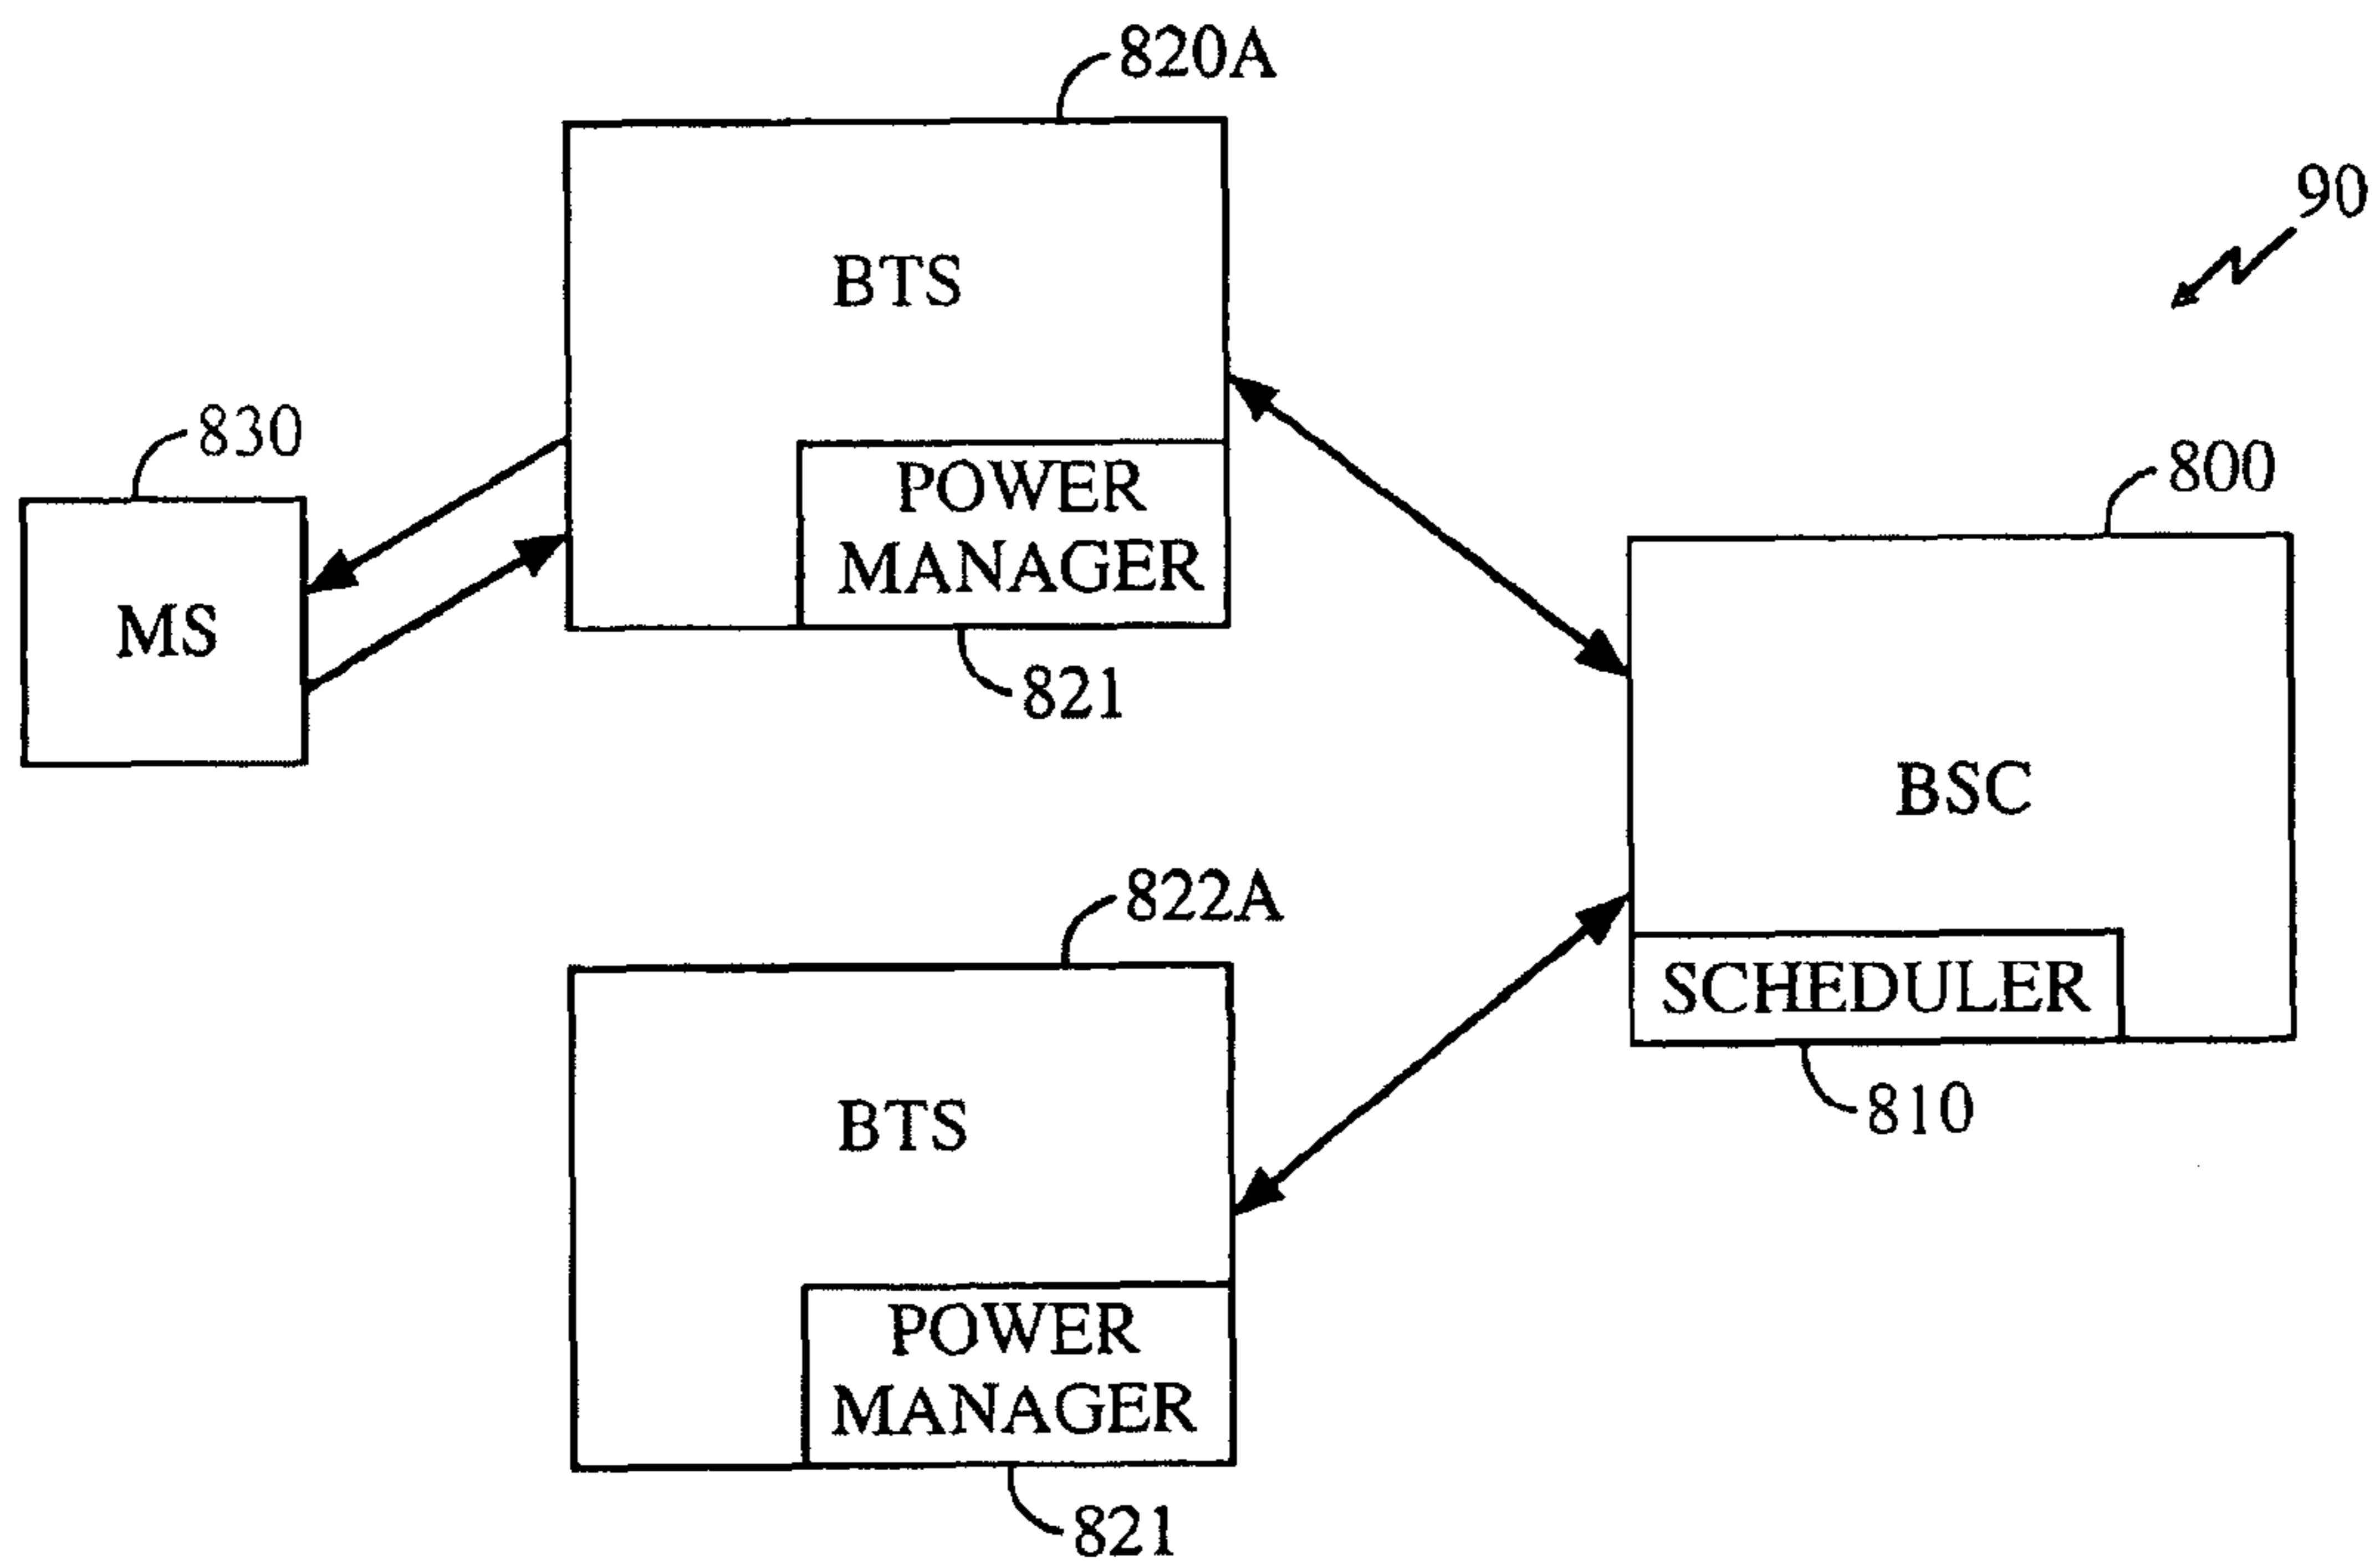 820A
90
BTS
830
POWER
MANAGER
800
MS
821
BSC
822A
SCHEDULER
BTS
810
POWER
MANAGER
821